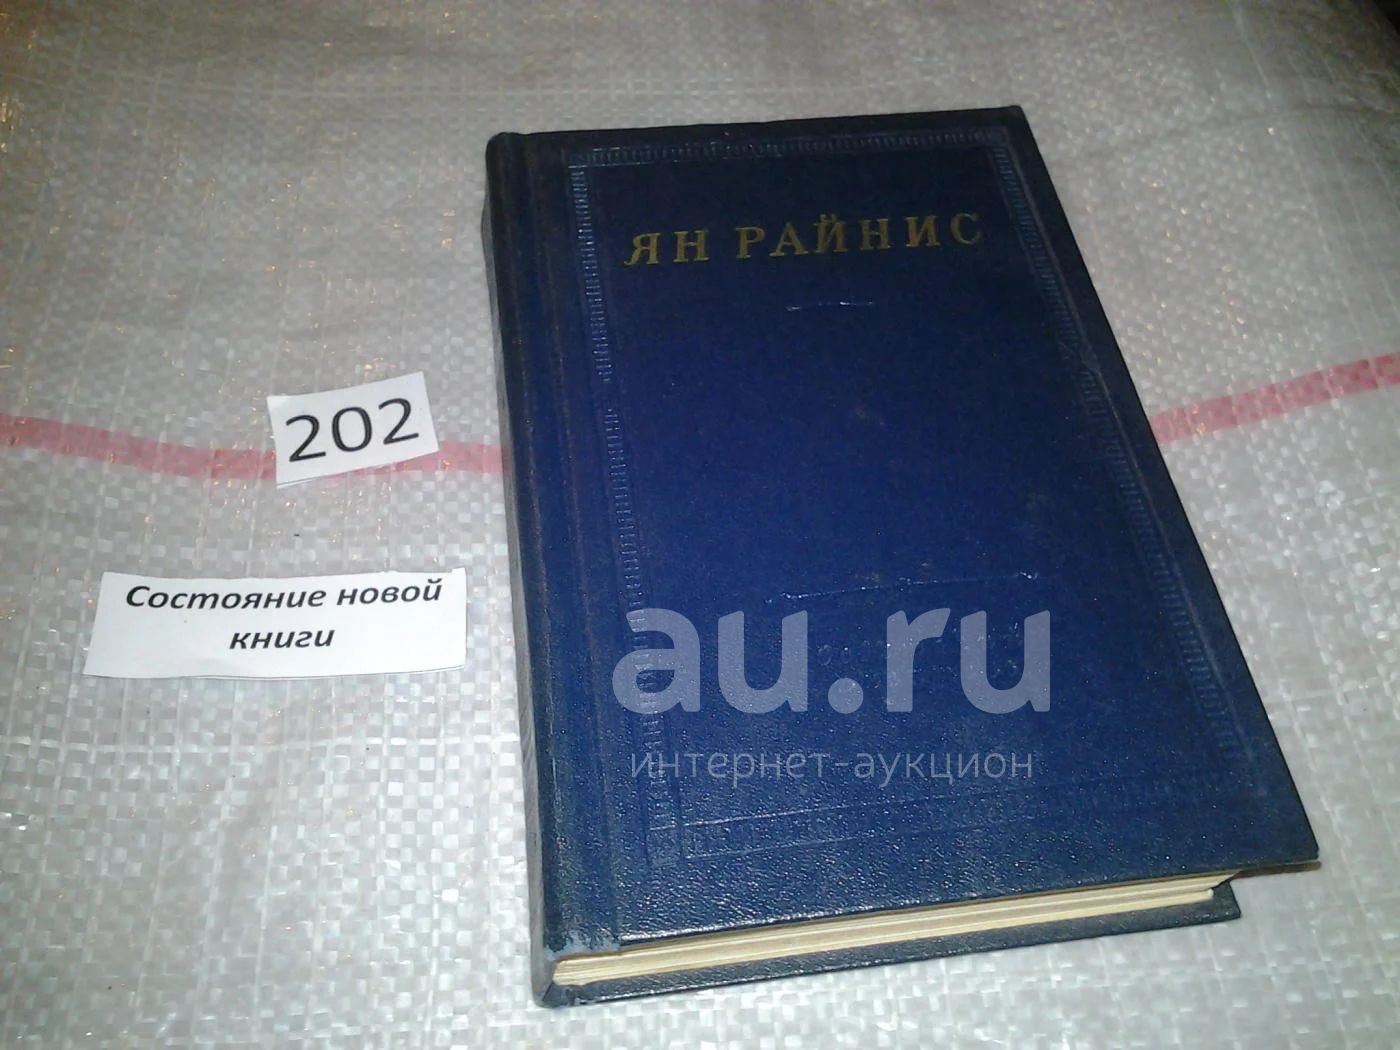 ЯН РАЙНИС
202
Состояние новой
книги
au.ru
интернет-аукцион